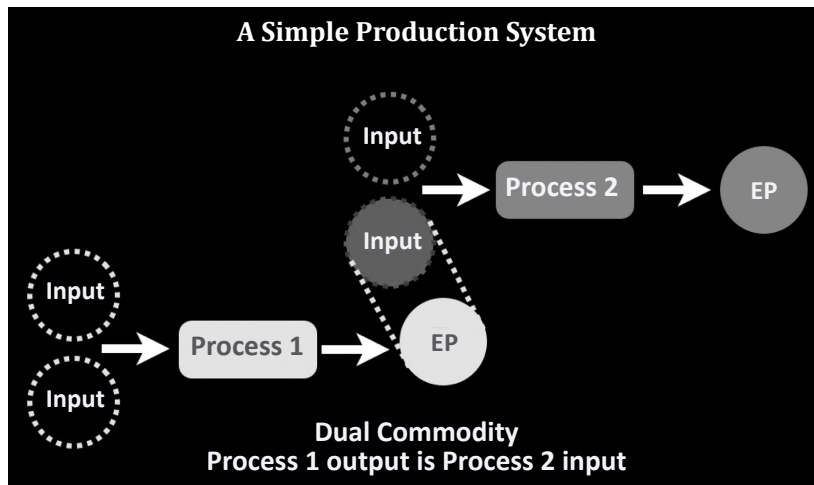 A Simple Production System
Input
Process 2
EP
Input
Input
Process 1
EP
Input
Dual Commodity
Process 1 output is Process 2 input